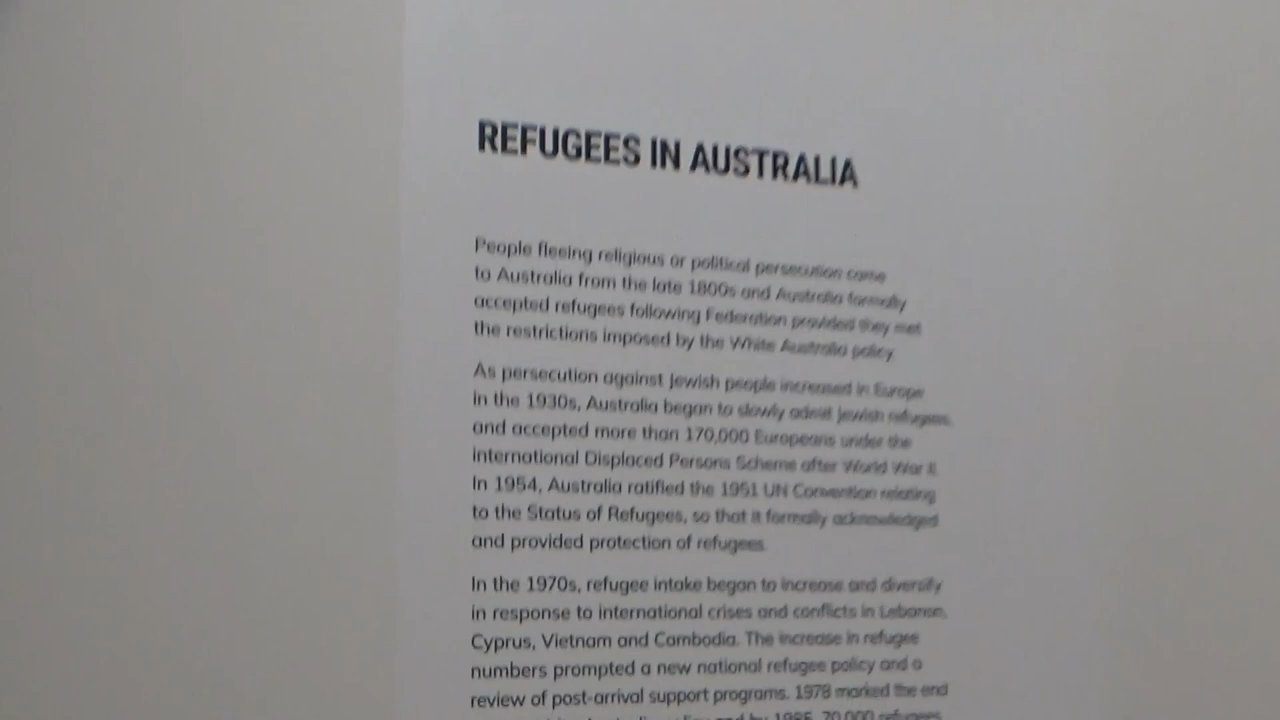 REFUGEES IN AUSTRALIA
People fleeing religious or political persecution came
to Australia from the late 1800s and Australia formally
accepted refugees following Federation provided they met
the restrictions imposed by the White Australia policy.
As persecution against Jewish people increased in Europe
in the 1930s, Australia began to slowly admit Jewish refugees,
and accepted more than 170,000 Europeans under the
international Displaced Persons Scheme after World War II.
In 1954, Australia ratified the 1951 UN Convention relating
to the Status of Refugees, so that it formally acknowledged
and provided protection of refugees.
In the 1970s, refugee intake began to increase and diversify
in response to international crises and conflicts in Lebanon,
Cyprus, Vietnam and Cambodia. The increase in refugee
numbers prompted a new national refugee policy and a
review of post-arrival support programs. 1978 marked the end
policy and by 1985, 70,000 refugees